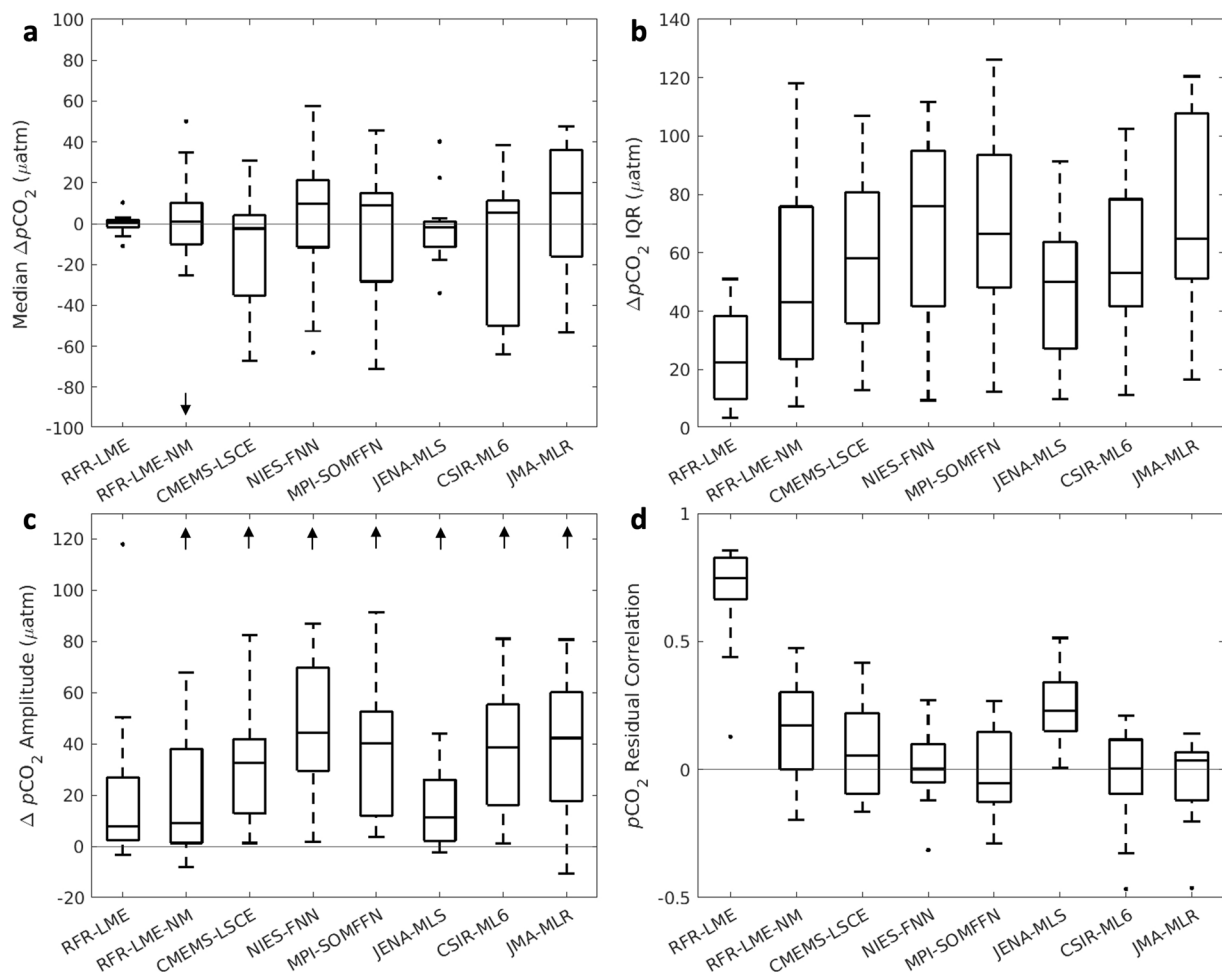 a
Median ΔpCO2 (μatm)
100
80
60
40
20
0
-20
-40
-60
-80
-100
RFR-LME
RFR-LME-NM
CMEMS-LSCE
NIES-FNN
MPI-SOMFFN
JENA-MLS
CSIR-ML6
JMA-MLR
b
ΔpCO2 IQR (μatm)
140
120
100
80
60
40
20
0
RFR-LME
RFR-LME-NM
CMEMS-LSCE
NIES-FNN
MPI-SOMFFN
JENA-MLS
CSIR-ML6
JMA-MLR
c
Δ pCO2 Amplitude (μatm)
120
100
80
60
40
20
0
-20
RFR-LME
RFR-LME-NM
CMEMS-LSCE
NIES-FNN
MPI-SOMFFN
JENA-MLS
CSIR-ML6
JMA-MLR
d
pCO2 Residual Correlation
1
0.5
0
-0.5
RFR-LME
RFR-LME-NM
CMEMS-LSCE
NIES-FNN
MPI-SOMFFN
JENA-MLS
CSIR-ML6
JMA-MLR